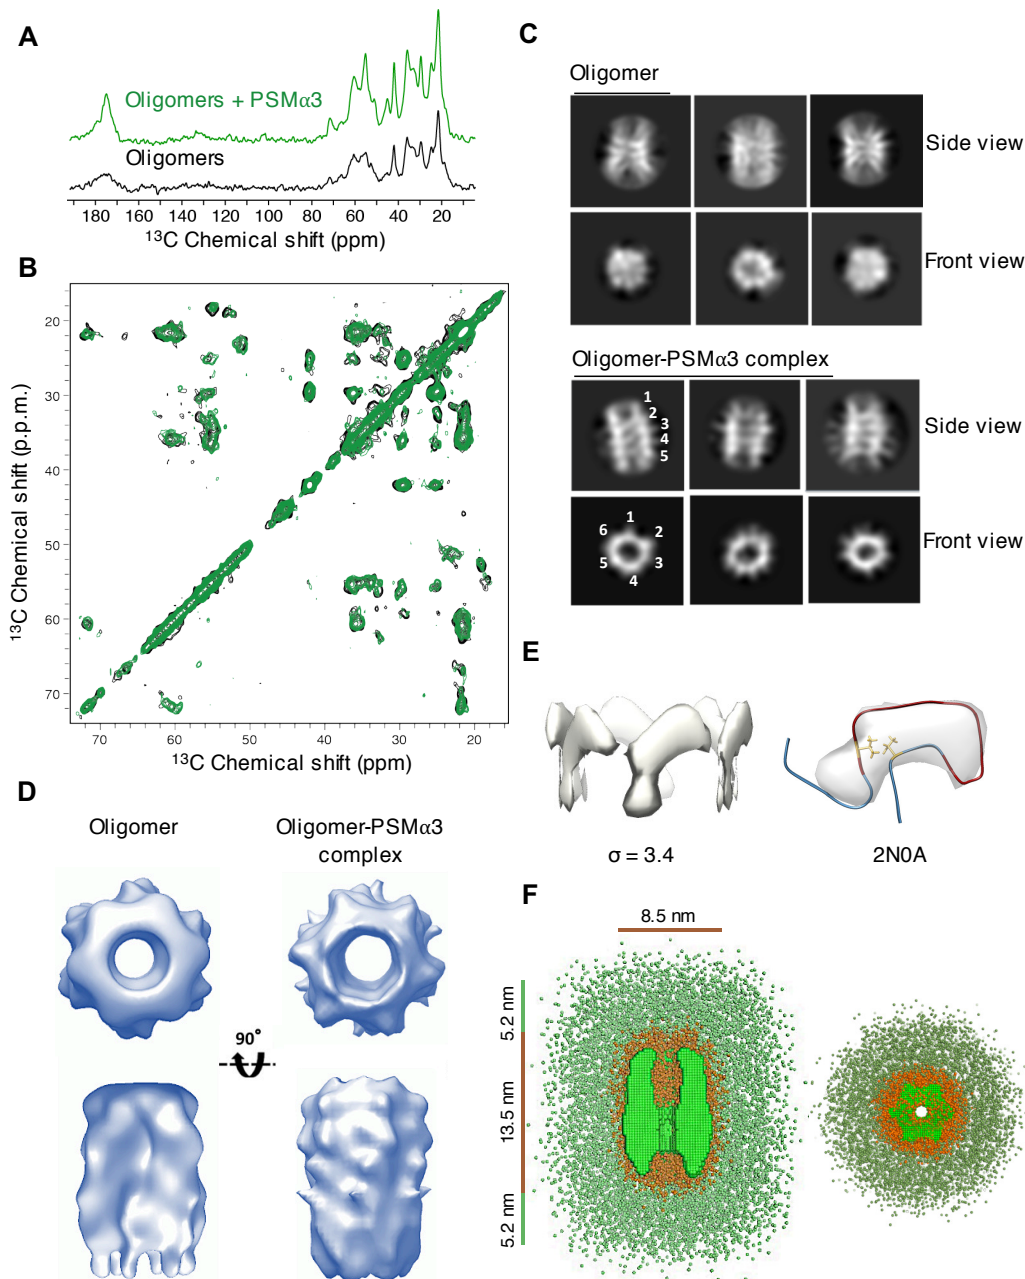 A
Oligomers + PSMα3
Oligomers
180 160 140 120 100 80 60 40 20
¹³C Chemical shift (ppm)
B
20
30
40
50
60
70
¹³C Chemical shift (p.p.m.)
70 60 50 40 30 20
¹³C Chemical shift (ppm)
C
Oligomer
Side view
Front view
Oligomer-PSMα3 complex
1
2
3
4
5
Side view
1
2
3
4
5
6
Front view
D
Oligomer
Oligomer-PSMα3
complex
90°
E
σ = 3.4
2N0A
F
8.5 nm
5.2 nm
13.5 nm
5.2 nm